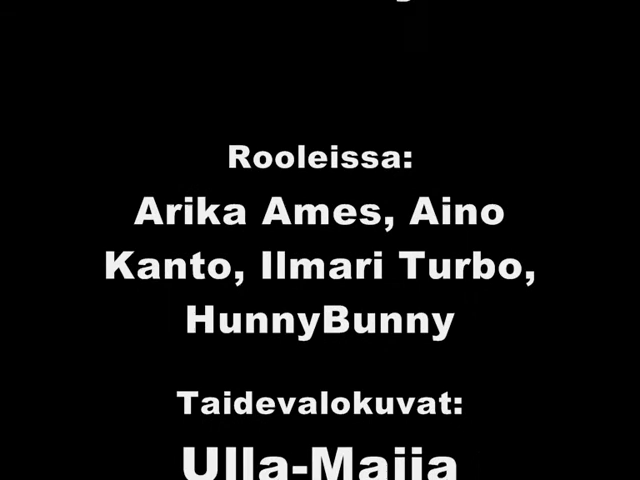 Rooleissa:
Arika Ames, Aino
Kanto, Ilmari Turbo,
HunnyBunny
Taidevalokuvat:
Ulla-Maija